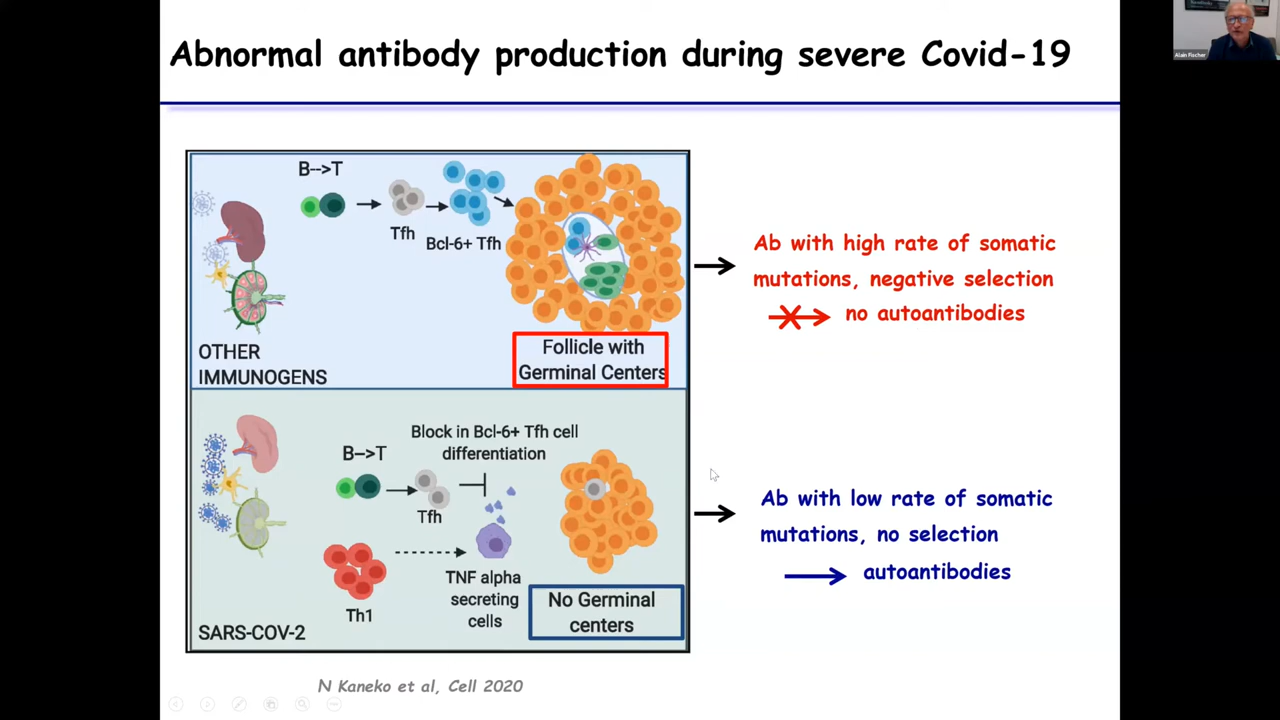 Abnormal antibody production during severe Covid-19
Alain Fischer
B-->T
Tfh
Bcl-6+ Tfh
OTHER
IMMUNOGENS
Follicle with
Germinal Centers
Ab with high rate of somatic
mutations, negative selection
no autoantibodies
Block in Bcl-6+ Tfh cell
differentiation
B–>T
Tfh
Th1
TNF alpha
secreting
cells
SARS-COV-2
No Germinal
centers
Ab with low rate of somatic
mutations, no selection
autoantibodies
N Kaneko et al, Cell 2020